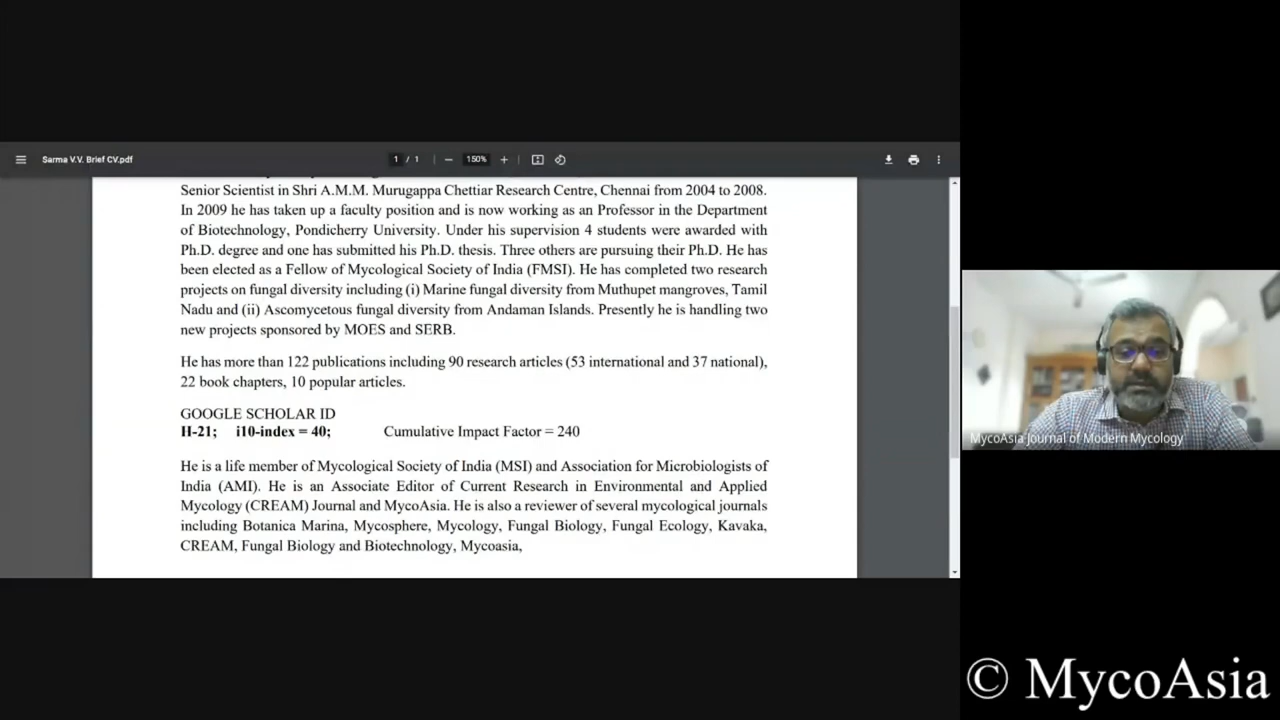 Sarma V.V. Brief CV.pdf
1 / 1
150%
Senior Scientist in Shri A.M.M. Murugappa Chettiar Research Centre, Chennai from 2004 to 2008.
In 2009 he has taken up a faculty position and is now working as an Professor in the Department
of Biotechnology, Pondicherry University. Under his supervision 4 students were awarded with
Ph.D. degree and one has submitted his Ph.D. thesis. Three others are pursuing their Ph.D. He has
been elected as a Fellow of Mycological Society of India (FMSI). He has completed two research
projects on fungal diversity including (i) Marine fungal diversity from Muthupet mangroves, Tamil
Nadu and (ii) Ascomycetous fungal diversity from Andaman Islands. Presently he is handling two
new projects sponsored by MOES and SERB.
He has more than 122 publications including 90 research articles (53 international and 37 national),
22 book chapters, 10 popular articles.
GOOGLE SCHOLAR ID
H-21; i10-index = 40; Cumulative Impact Factor = 240
He is a life member of Mycological Society of India (MSI) and Association for Microbiologists of
India (AMI). He is an Associate Editor of Current Research in Environmental and Applied
Mycology (CREAM) Journal and MycoAsia. He is also a reviewer of several mycological journals
including Botanica Marina, Mycosphere, Mycology, Fungal Biology, Fungal Ecology, Kavaka,
CREAM, Fungal Biology and Biotechnology, Mycoasia,
MycoAsia Journal of Modern Mycology
© MycoAsia